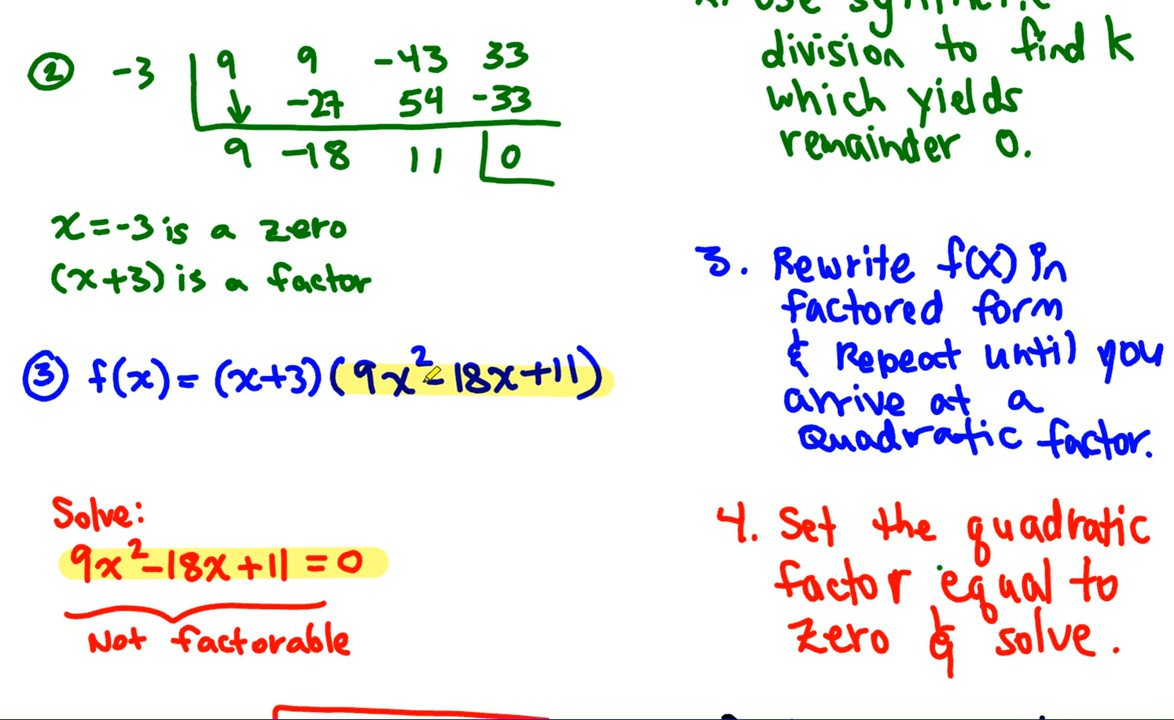 ② -3 9 9 -43 33
↓ -27 54 -33
9 -18 11 0
x=-3 is a zero
(x+3) is a factor
③ f(x) = (x+3)(9x²-18x+11)
Solve:
9x²-18x+11=0
Not factorable
division to find k
which yields
remainder 0.
3. Rewrite f(x) in
factored form
& Repeat until you
arrive at a
Quadratic factor.
4. Set the quadratic
factor equal to
zero & solve.